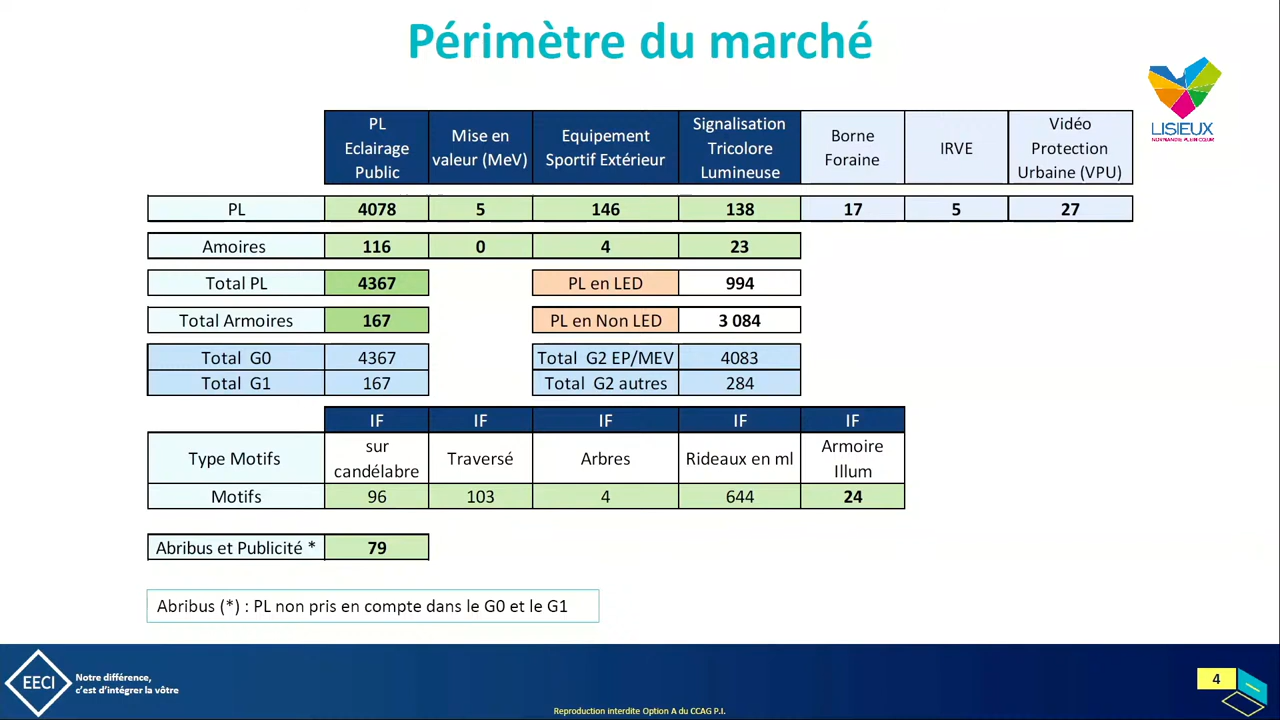 Périmètre du marché
LISIEUX
NORMANDIE PLEIN CŒUR
PL Eclairage Public | Mise en valeur (MeV) | Equipement Sportif Extérieur | Signalisation Tricolore Lumineuse | Borne Foraine | IRVE | Vidéo Protection Urbaine (VPU)
PL 4078 5 146 138 17 5 27
Amoires 116 0 4 23
Total PL 4367 PL en LED 994
Total Armoires 167 PL en Non LED 3 084
Total G0 4367 Total G2 EP/MEV 4083
Total G1 167 Total G2 autres 284
IF IF IF IF IF
Type Motifs sur candélabre Traversé Arbres Rideaux en ml Armoire Illum
Motifs 96 103 4 644 24
Abribus et Publicité * 79
Abribus (*) : PL non pris en compte dans le G0 et le G1
EECI
Notre différence,
c'est d'intégrer la vôtre
Reproduction interdite Option A du CCAG P.I.
4